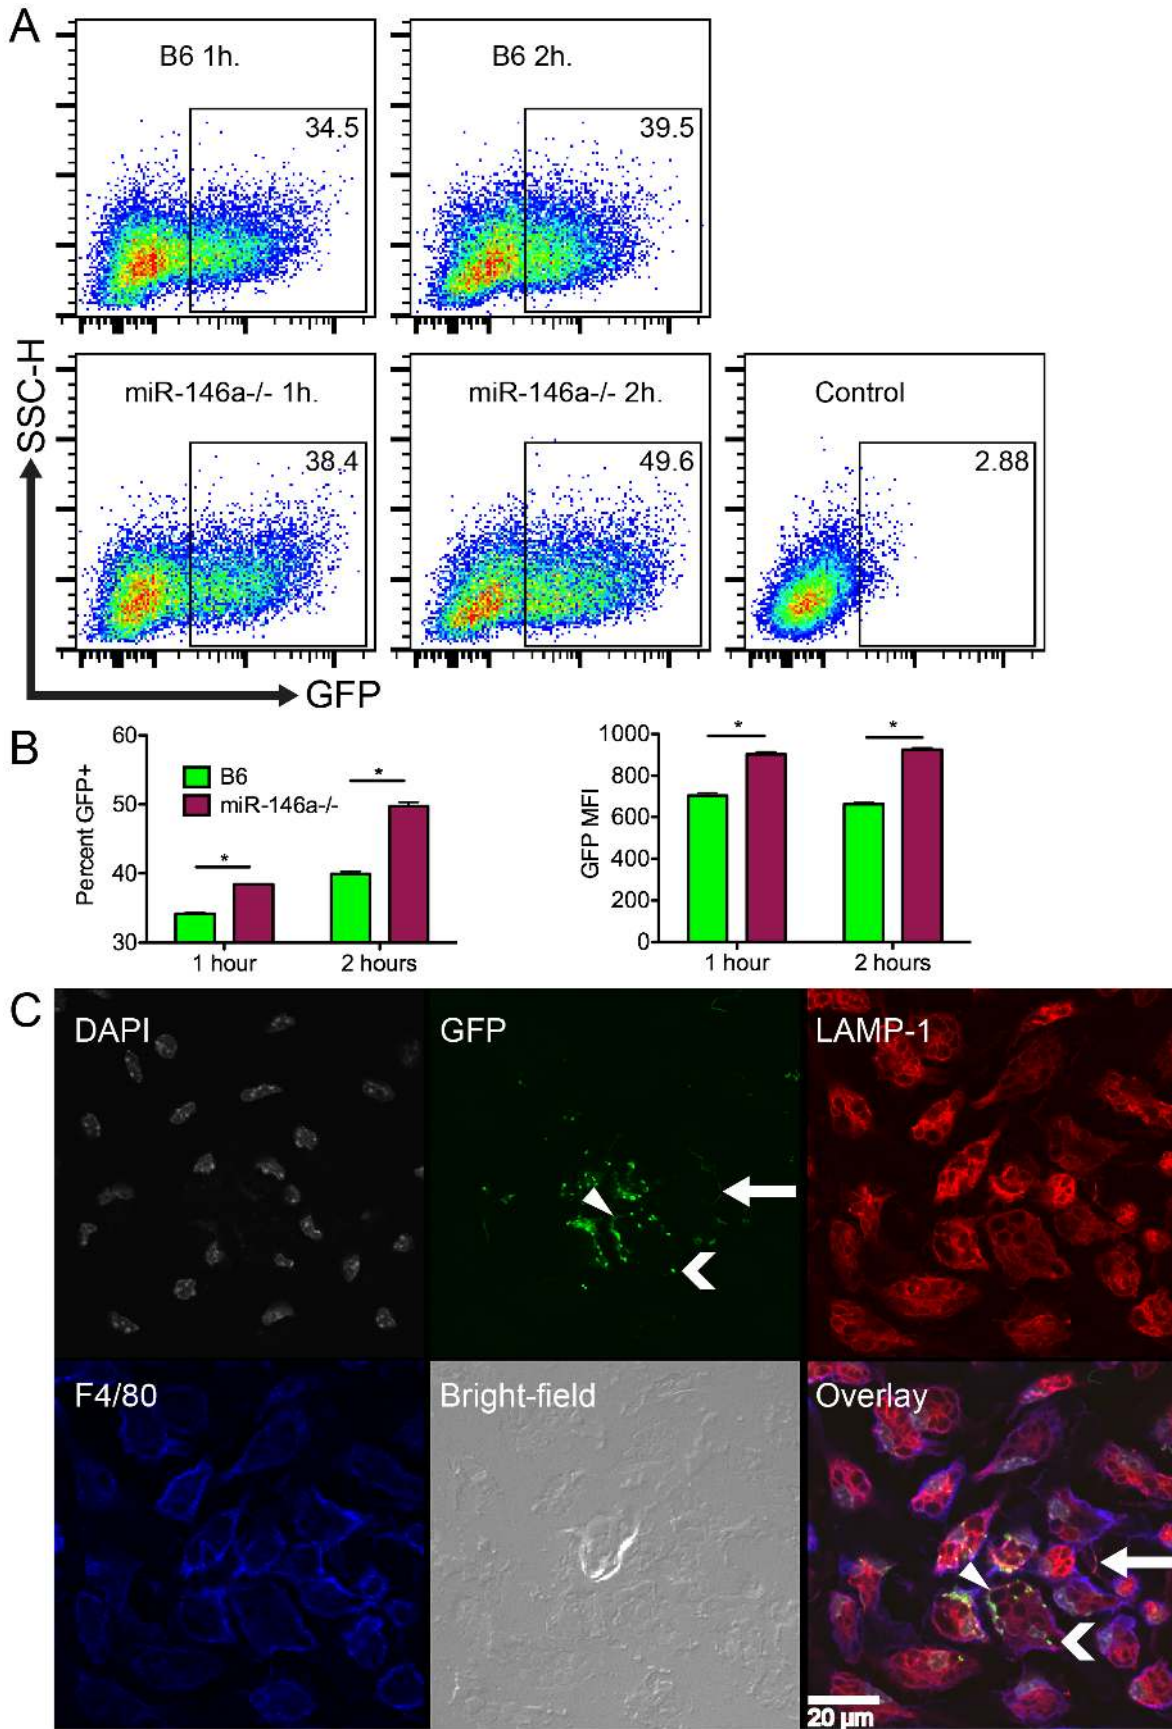 A
B6 1h.
34.5
B6 2h.
39.5
miR-146a-/- 1h.
38.4
miR-146a-/- 2h.
49.6
Control
2.88
SSC-H
GFP
B
Percent GFP+
60
50
40
30
B6
miR-146a-/-
*
*
1 hour
2 hours
GFP MFI
1000
800
600
400
200
0
*
*
1 hour
2 hours
C
DAPI
GFP
LAMP-1
F4/80
Bright-field
Overlay
20 µm